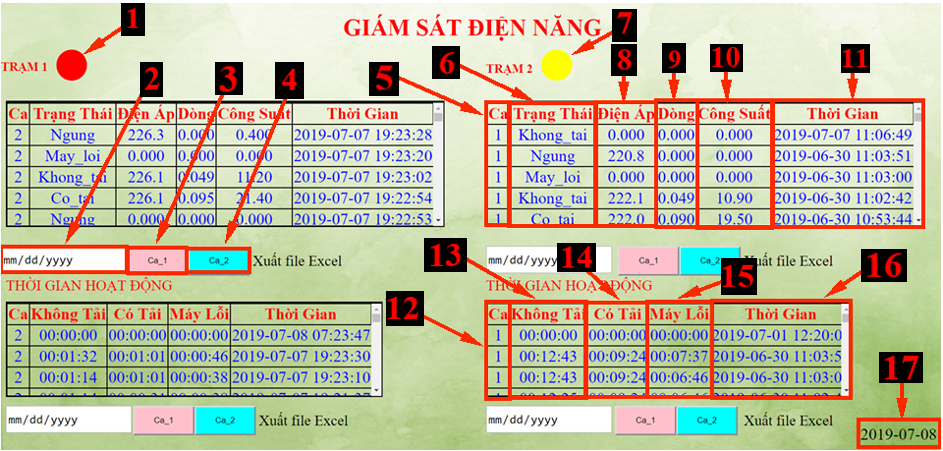 GIÁM SÁT ĐIỆN NĂNG
1
TRẠM 1
2
3
4
Ca Trạng Thái Điện Áp Dòng Công Suất Thời Gian
2 Ngung 226.3 0.000 0.400 2019-07-07 19:23:28
2 May_loi 0.000 0.000 0.000 2019-07-07 19:23:20
2 Khong_tai 226.1 0.049 11.20 2019-07-07 19:23:02
2 Co_tai 226.1 0.095 21.40 2019-07-07 19:22:54
2 Ngung 0.000 0.000 0.000 2019-07-07 19:22:53
mm/dd/yyyy Ca_1 Ca_2 Xuất file Excel
THỜI GIAN HOẠT ĐỘNG
Ca Không Tải Có Tải Máy Lỗi Thời Gian
2 00:00:00 00:00:00 00:00:00 2019-07-08 07:23:47
2 00:01:32 00:01:01 00:00:46 2019-07-07 19:23:30
2 00:01:14 00:01:01 00:00:38 2019-07-07 19:23:10
mm/dd/yyyy Ca_1 Ca_2 Xuất file Excel
7
TRẠM 2
5
6
8
9
10
11
Ca Trạng Thái Điện Áp Dòng Công Suất Thời Gian
1 Khong_tai 0.000 0.000 0.000 2019-07-07 11:06:49
1 Ngung 220.8 0.000 0.000 2019-06-30 11:03:51
1 May_loi 0.000 0.000 0.000 2019-06-30 11:03:00
1 Khong_tai 222.1 0.049 10.90 2019-06-30 11:02:42
1 Co_tai 222.0 0.090 19.50 2019-06-30 10:53:44
mm/dd/yyyy Ca_1 Ca_2 Xuất file Excel
THỜI GIAN HOẠT ĐỘNG
12
13
14
15
16
Ca Không Tải Có Tải Máy Lỗi Thời Gian
1 00:00:00 00:00:00 00:00:00 2019-07-01 12:20:0
1 00:12:43 00:09:24 00:07:37 2019-06-30 11:03:5
1 00:12:43 00:09:24 00:06:46 2019-06-30 11:03:0
mm/dd/yyyy Ca_1 Ca_2 Xuất file Excel
17
2019-07-08